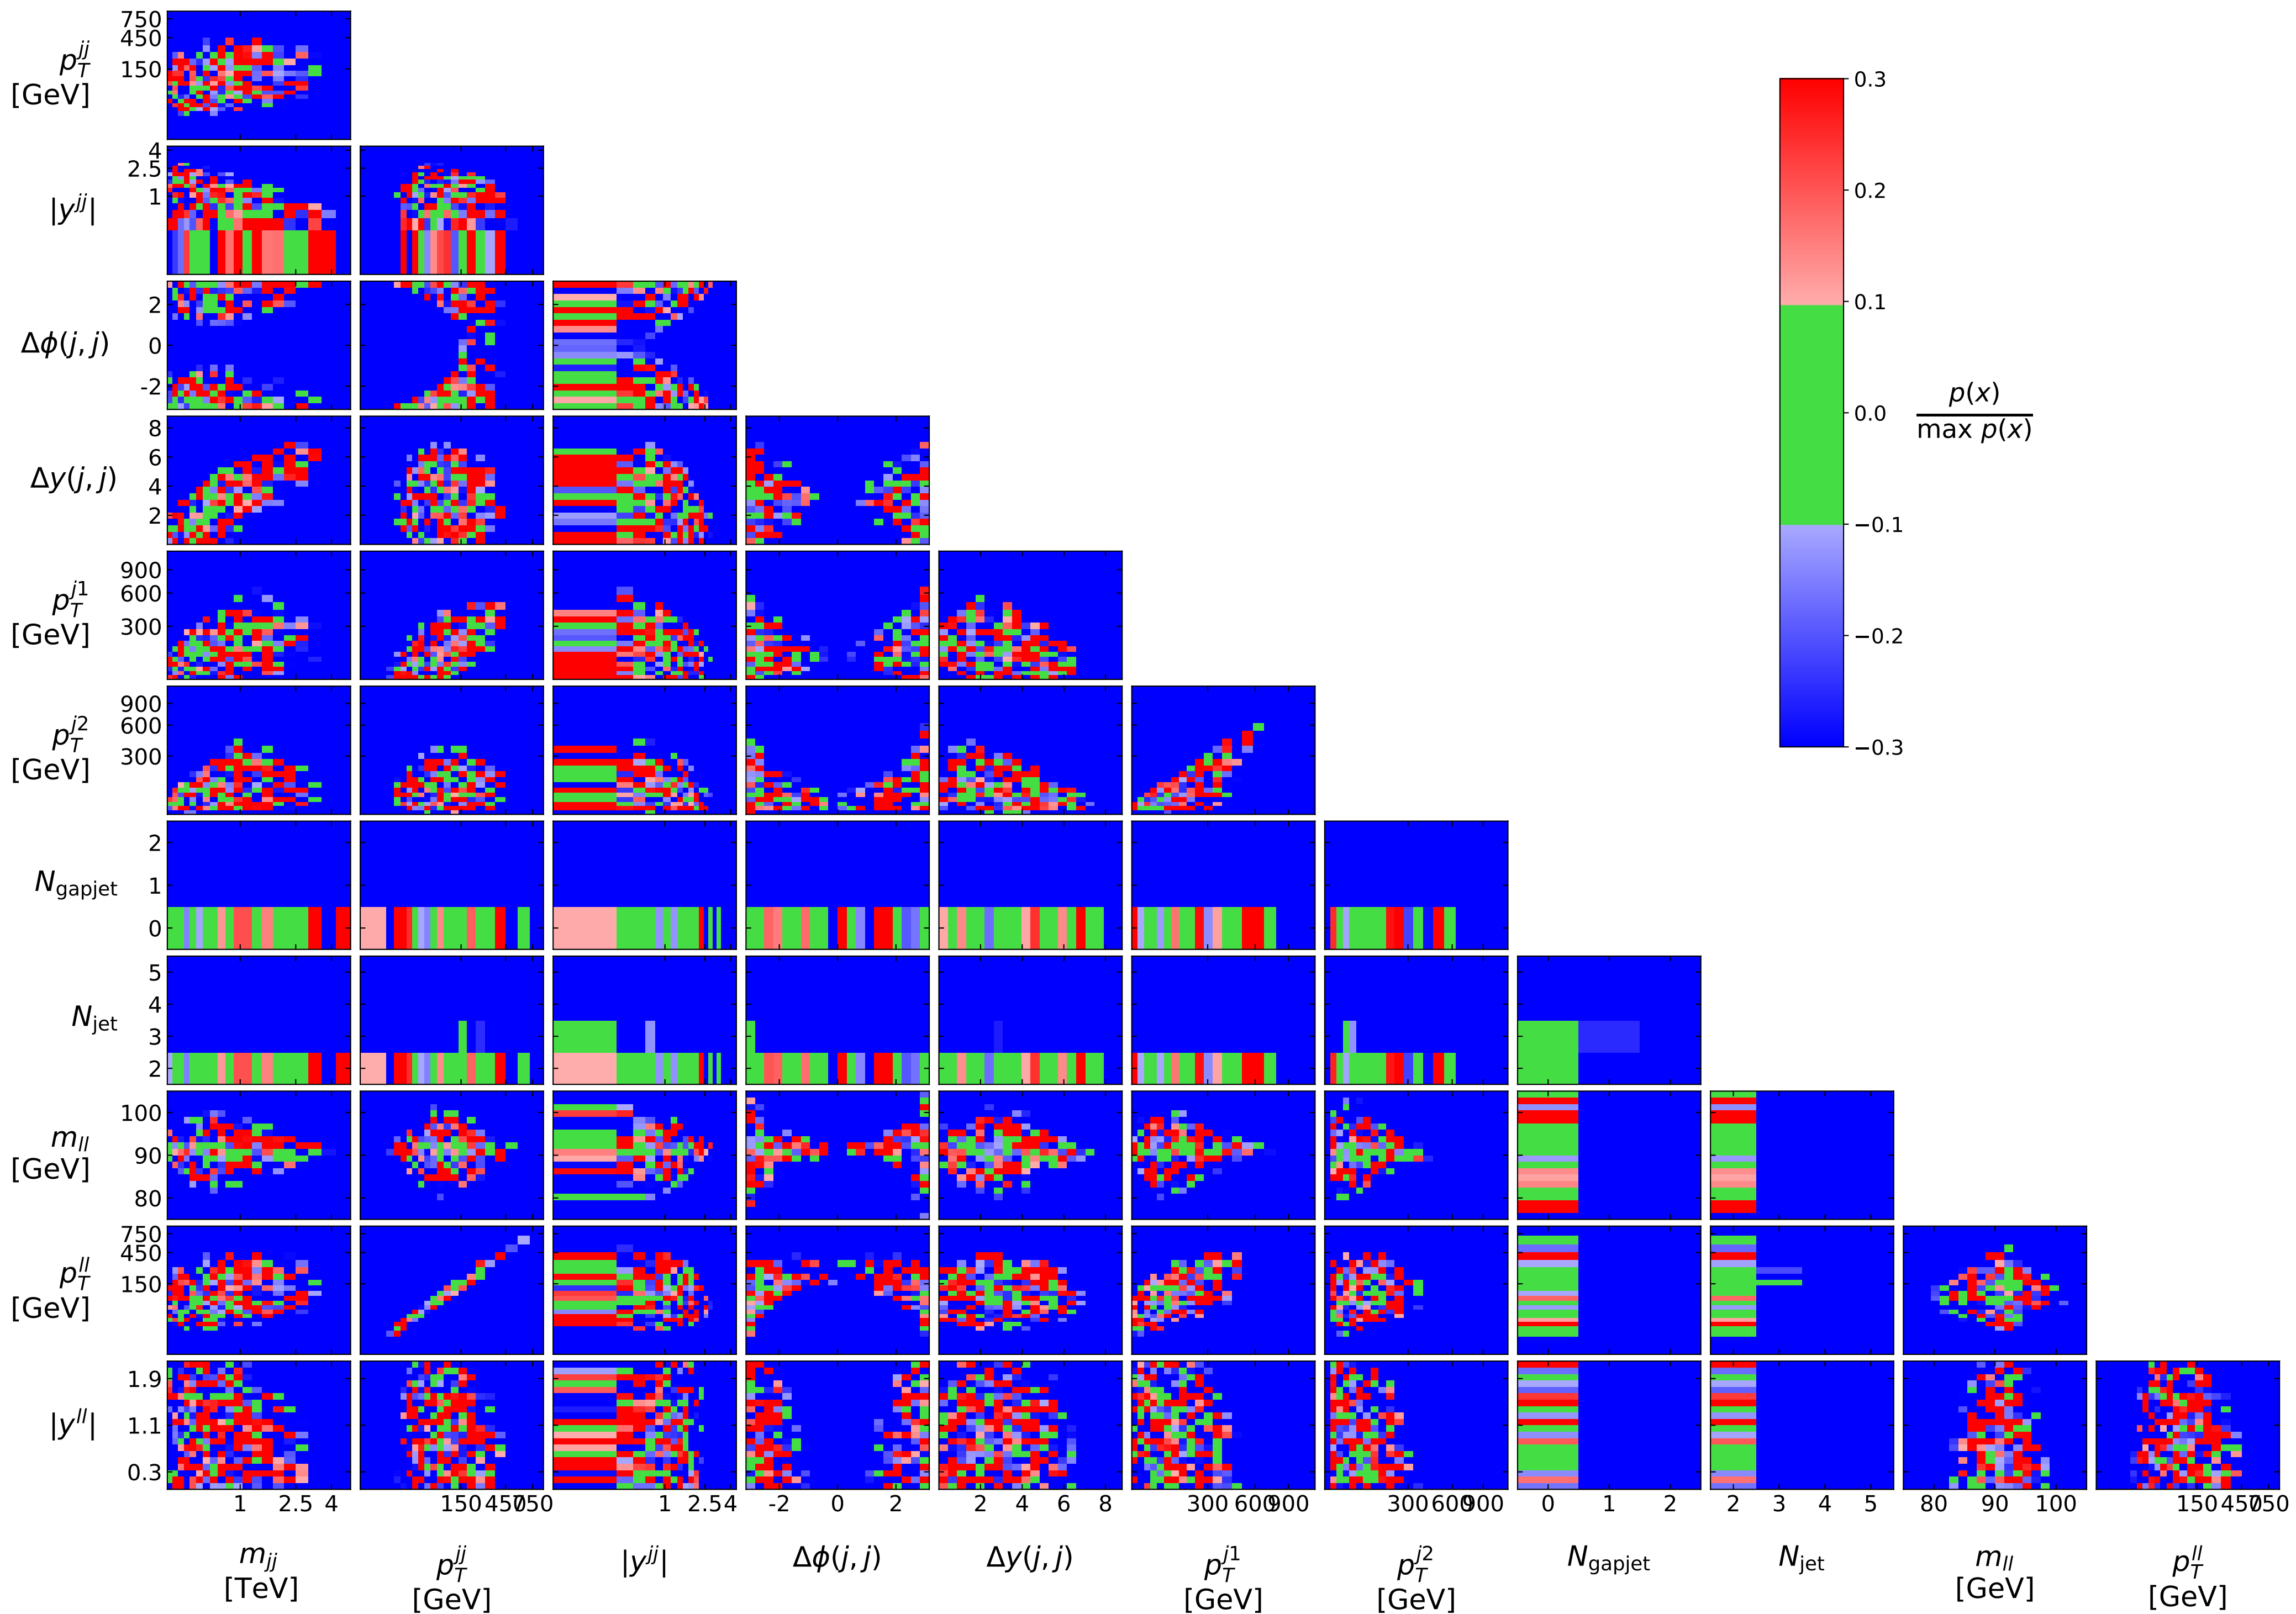 750
450
150
p_T^{jj}
[GeV]
4
2.5
1
|y^{jj}|
2
0
-2
Δϕ(j, j)
8
6
4
2
Δy(j, j)
900
600
300
p_T^{j1}
[GeV]
900
600
300
p_T^{j2}
[GeV]
2
1
0
N_gapjet
5
4
3
2
N_jet
100
90
80
m_{ll}
[GeV]
750
450
150
p_T^{ll}
[GeV]
1.9
1.1
0.3
|y^{ll}|
1 2.5 4
150 450 750
1 2.5 4
-2 0 2
2 4 6 8
300 600 900
300 600 900
0 1 2
2 3 4 5
80 90 100
150 450 750
m_{jj}
[TeV]
p_T^{jj}
[GeV]
|y^{jj}|
Δϕ(j, j)
Δy(j, j)
p_T^{j1}
[GeV]
p_T^{j2}
[GeV]
N_gapjet
N_jet
m_{ll}
[GeV]
p_T^{ll}
[GeV]
0.3
0.2
0.1
0.0
−0.1
−0.2
−0.3
p(x)
max p(x)